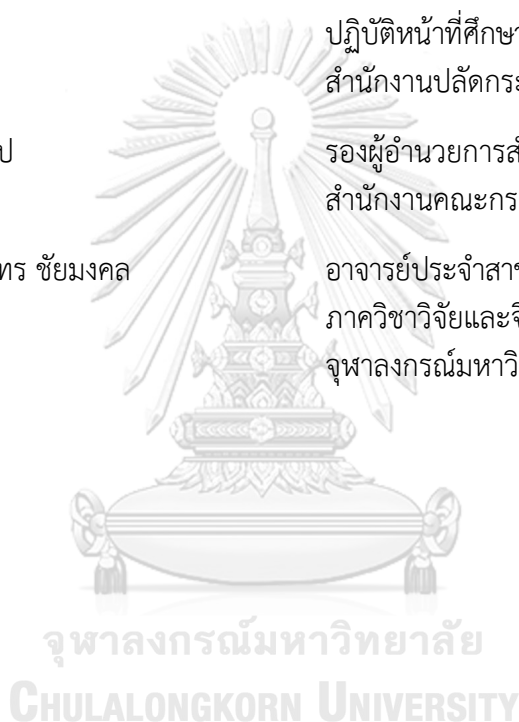 ปฏิบัติหน้าที่ศึกษา
สำนักงานปลัดกระ
ป รองผู้อำนวยการสำ
สำนักงานคณะกร
ทร ชัยมงคล อาจารย์ประจำสาข
ภาควิชาวิจัยและจิ
จุฬาลงกรณ์มหาวิ
จุฬาลงกรณ์มหาวิทยาลัย
CHULALONGKORN UNIVERSITY